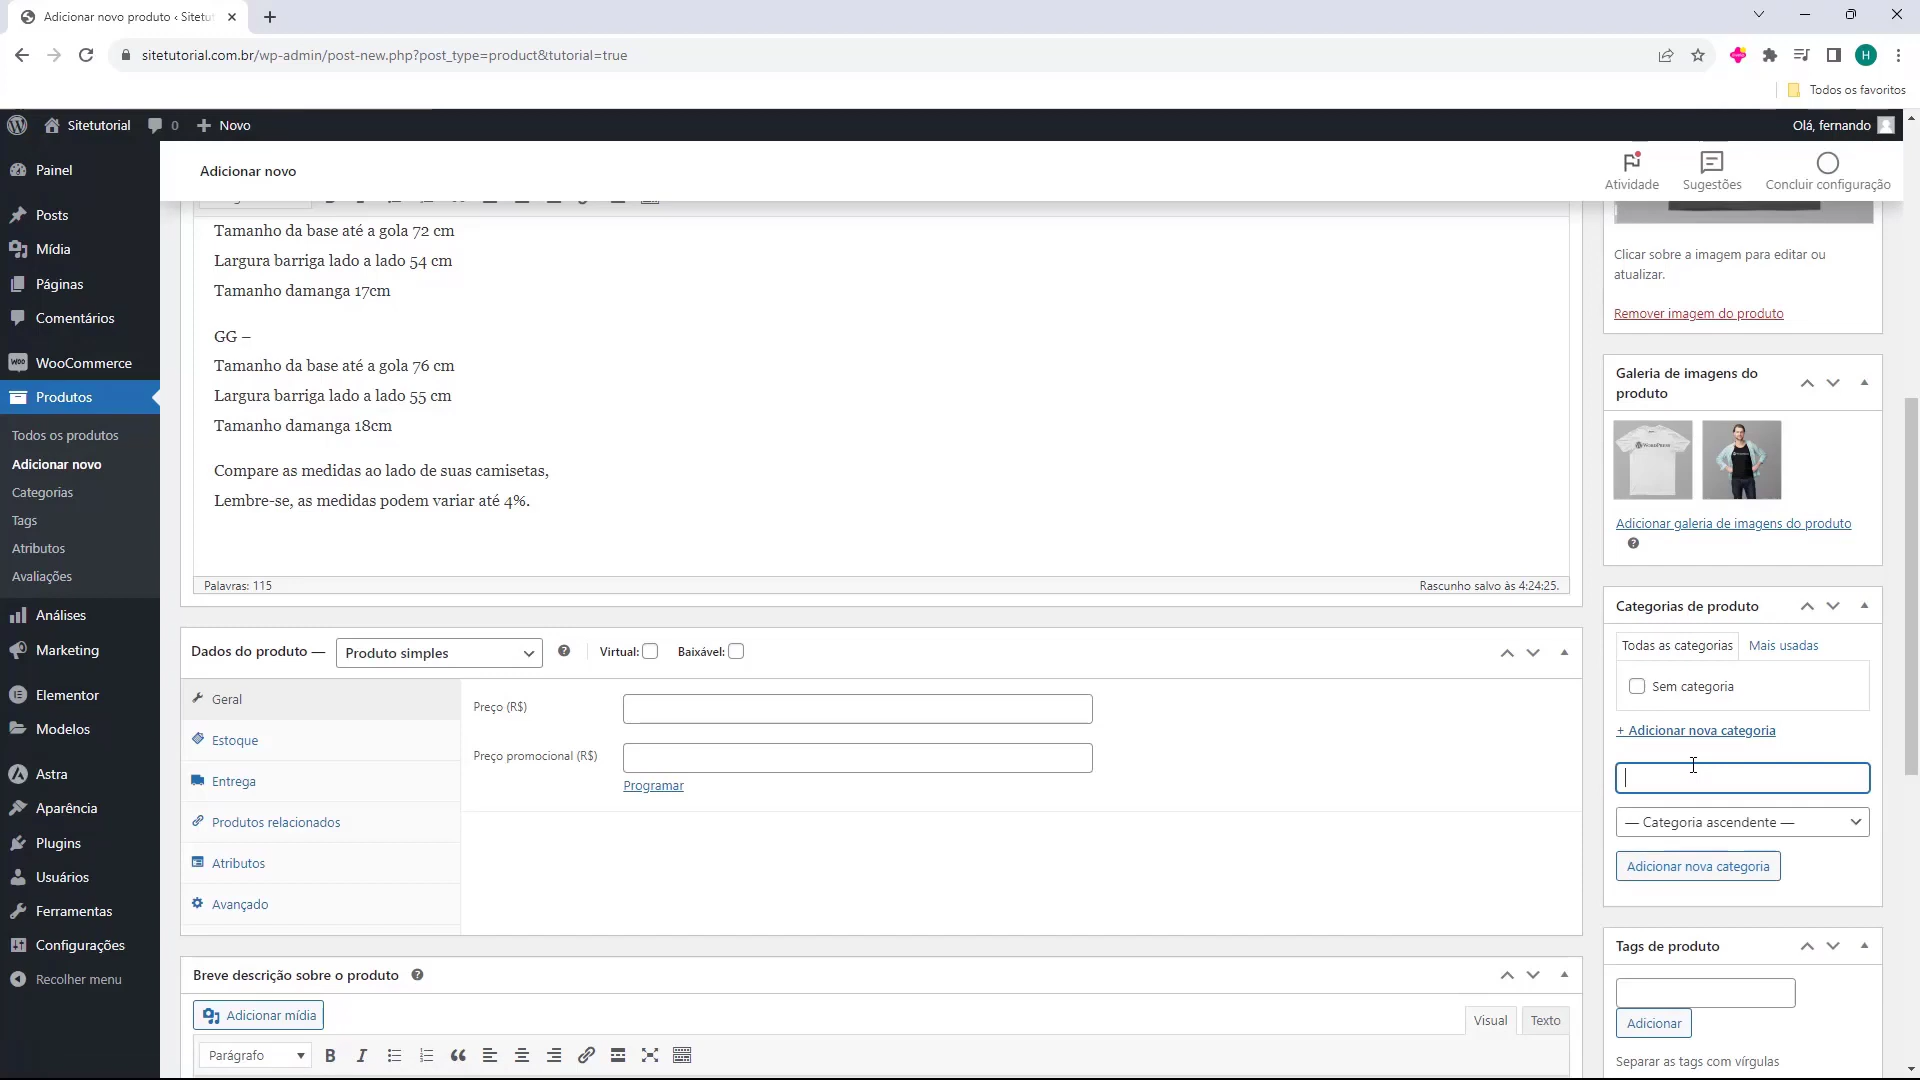 Adicionar novo produto ‹ Sitetu
sitetutorial.com.br/wp-admin/post-new.php?post_type=product&tutorial=true
H
Todos os favoritos
Sitetutorial
0
Novo
Olá, fernando
Painel
Posts
Mídia
Páginas
Comentários
WooCommerce
Produtos
Todos os produtos
Adicionar novo
Categorias
Tags
Atributos
Avaliações
Análises
Marketing
Elementor
Modelos
Astra
Aparência
Plugins
Usuários
Ferramentas
Configurações
Recolher menu
Adicionar novo
Atividade
Sugestões
Concluir configuração
Tamanho da base até a gola 72 cm
Largura barriga lado a lado 54 cm
Tamanho damanga 17cm
GG –
Tamanho da base até a gola 76 cm
Largura barriga lado a lado 55 cm
Tamanho damanga 18cm
Compare as medidas ao lado de suas camisetas,
Lembre-se, as medidas podem variar até 4%.
Palavras: 115
Rascunho salvo às 4:24:25.
Dados do produto —
Produto simples
Virtual:
Baixável:
Geral
Estoque
Entrega
Produtos relacionados
Atributos
Avançado
Preço (R$)
Preço promocional (R$)
Programar
Breve descrição sobre o produto
Adicionar mídia
Visual
Texto
Parágrafo
B
I
Clicar sobre a imagem para editar ou
atualizar.
Remover imagem do produto
Galeria de imagens do
produto
WordPress
Adicionar galeria de imagens do produto
Categorias de produto
Todas as categorias
Mais usadas
Sem categoria
+ Adicionar nova categoria
— Categoria ascendente —
Adicionar nova categoria
Tags de produto
Adicionar
Separar as tags com vírgulas